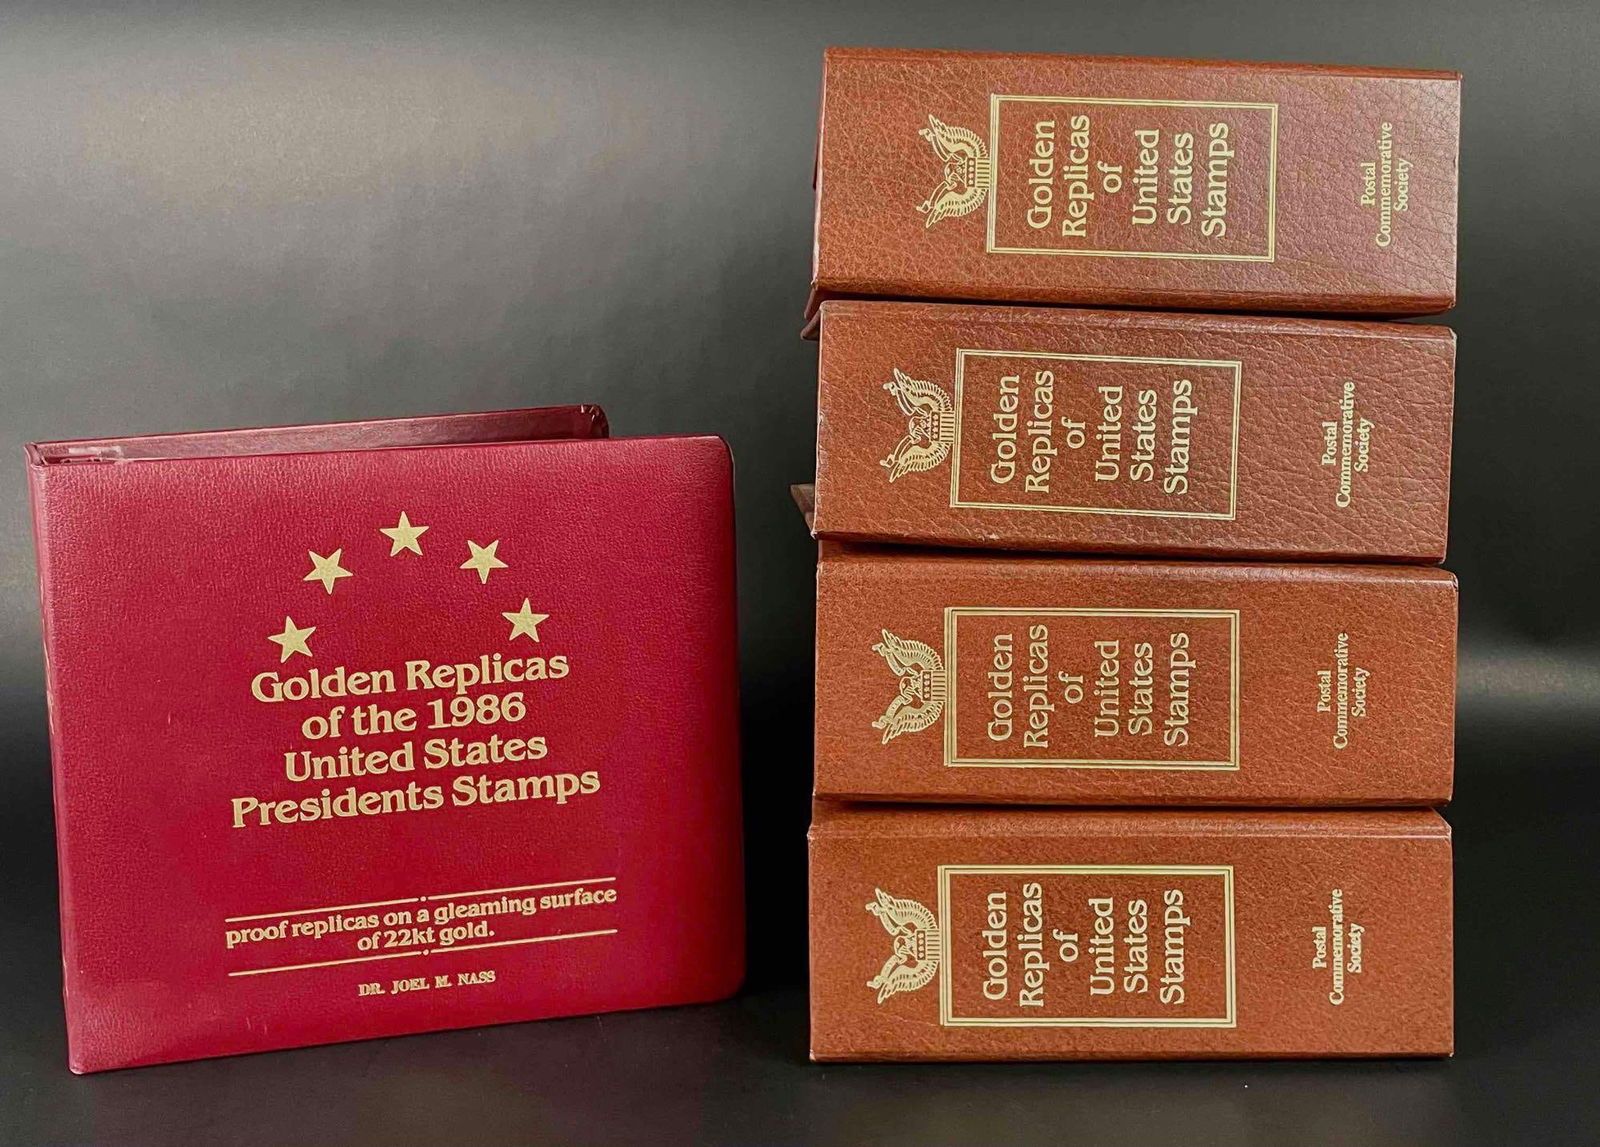 Golden Replicas
of the 1986
United States
Presidents Stamps
proof replicas on a gleaming surface
of 22kt gold.
DR. JOEL M. NASS
Golden
Replicas
of
United
States
Stamps
Postal
Commemorative
Society
Golden
Replicas
of
United
States
Stamps
Postal
Commemorative
Society
Golden
Replicas
of
United
States
Stamps
Postal
Commemorative
Society
Golden
Replicas
of
United
States
Stamps
Postal
Commemorative
Society